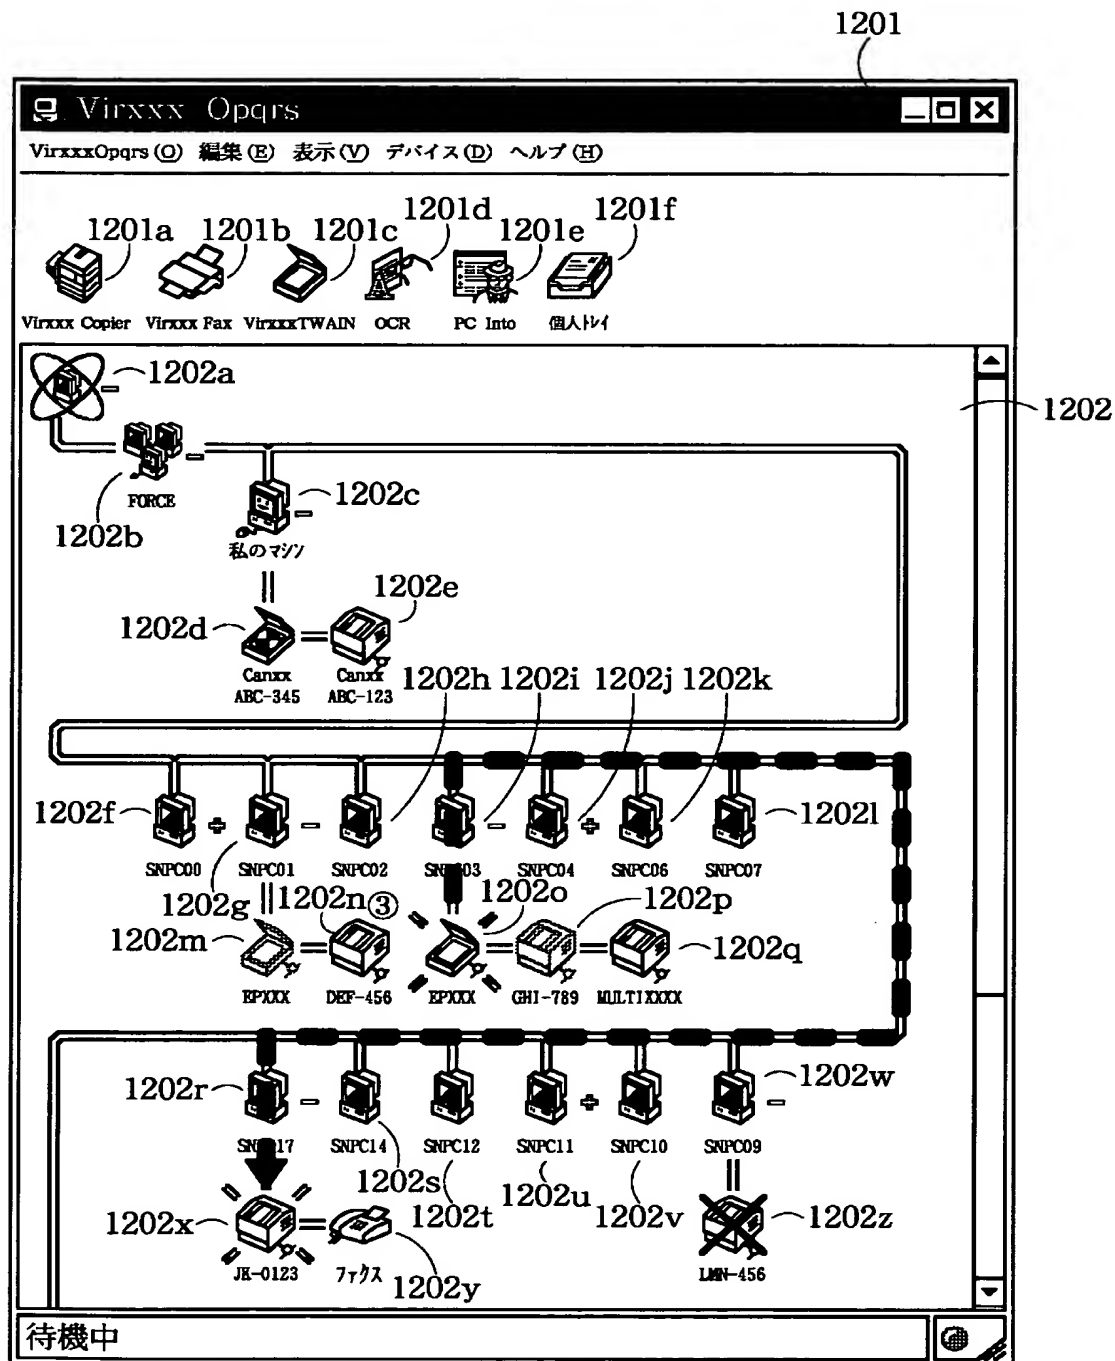 1201
Virxxx Opqrs
VirxxxOpqrs(O) 編集(E) 表示(V) デバイス(D) ヘルプ(H)
1201a 1201b 1201c 1201d 1201e 1201f
Virxxx Copier Virxxx Fax VirxxxTWAIN OCR PC Into 個人トレイ
1202a
1202
FORCE
1202b
1202c
私のマシン
1202d
1202e
Canxx ABC-345
Canxx ABC-123
1202h 1202i 1202j 1202k
1202f
1202l
SNPC00 SNPC01 SNPC02 SNPC03 SNPC04 SNPC06 SNPC07
1202g 1202n ③ 1202o 1202p
1202m
1202q
EPXXX DEF-456 EPXXX GHI-789 MULTIXXXX
1202r
1202w
SNPC17 SNPC14 SNPC12 SNPC11 SNPC10 SNPC09
1202s 1202t 1202u 1202v
1202x
1202z
JK-0123 ファクス
LMN-456
1202y
待機中